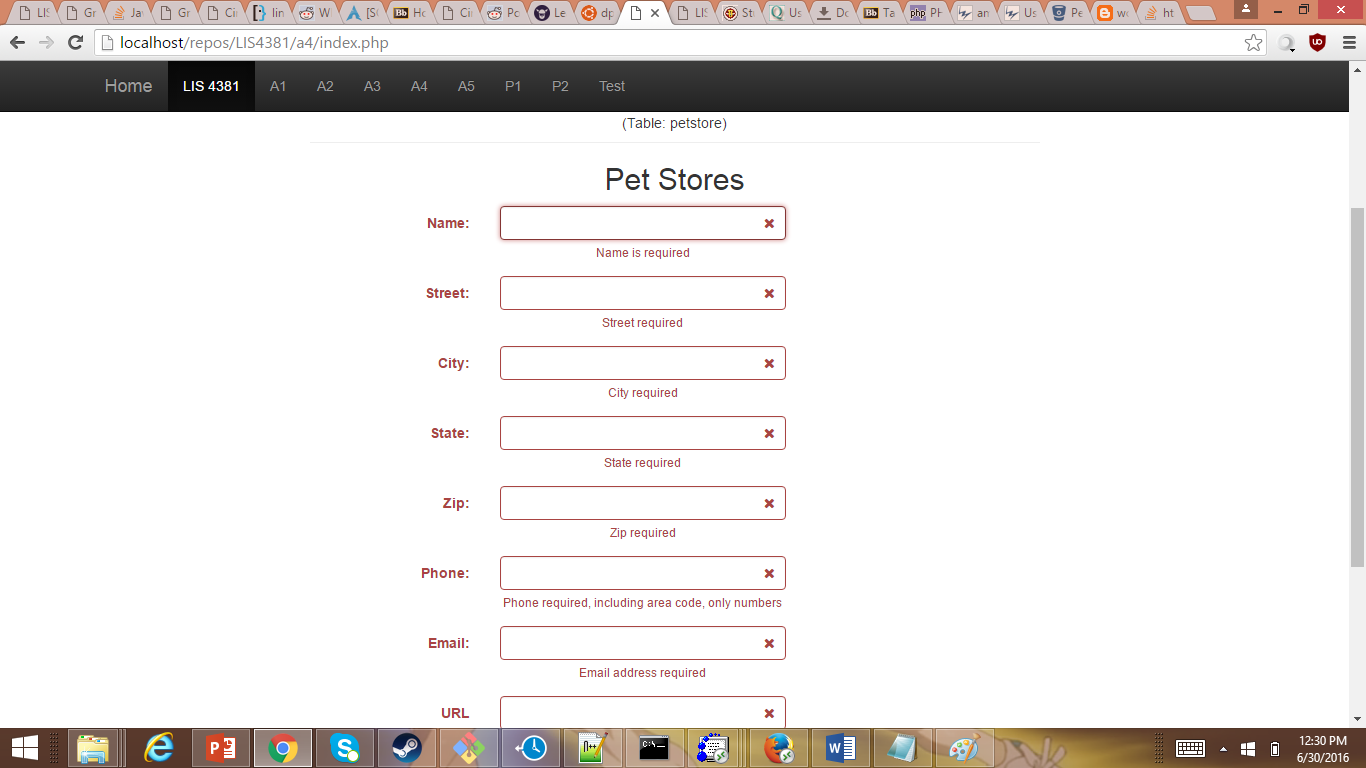 LIS
Gr
Ja
Gr
Ci
lin
W
[S
Ho
Ci
Po
Le
dp
LIS
St
Us
Do
Ta
PH
an
Us
Pe
wo
ht
localhost/repos/LIS4381/a4/index.php
Home LIS 4381 A1 A2 A3 A4 A5 P1 P2 Test
(Table: petstore)
Pet Stores
Name:
Name is required
Street:
Street required
City:
City required
State:
State required
Zip:
Zip required
Phone:
Phone required, including area code, only numbers
Email:
Email address required
URL
12:30 PM
6/30/2016